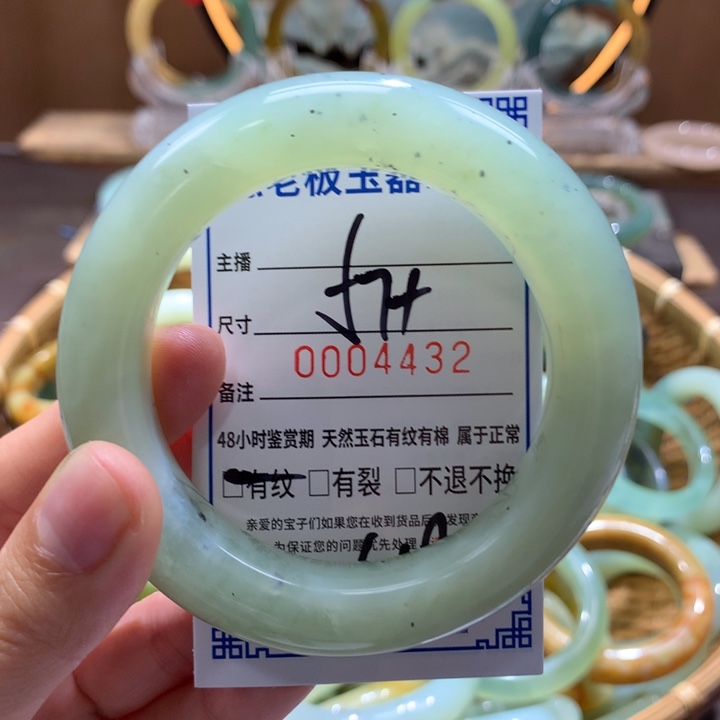 老板玉器
主播
尺寸
0004432
备注
48小时鉴赏期 天然玉石有纹有棉 属于正常
□有纹 □有裂 □不退不换
亲爱的宝子们如果您在收到货品后 发现
为保证您的问题优先处理